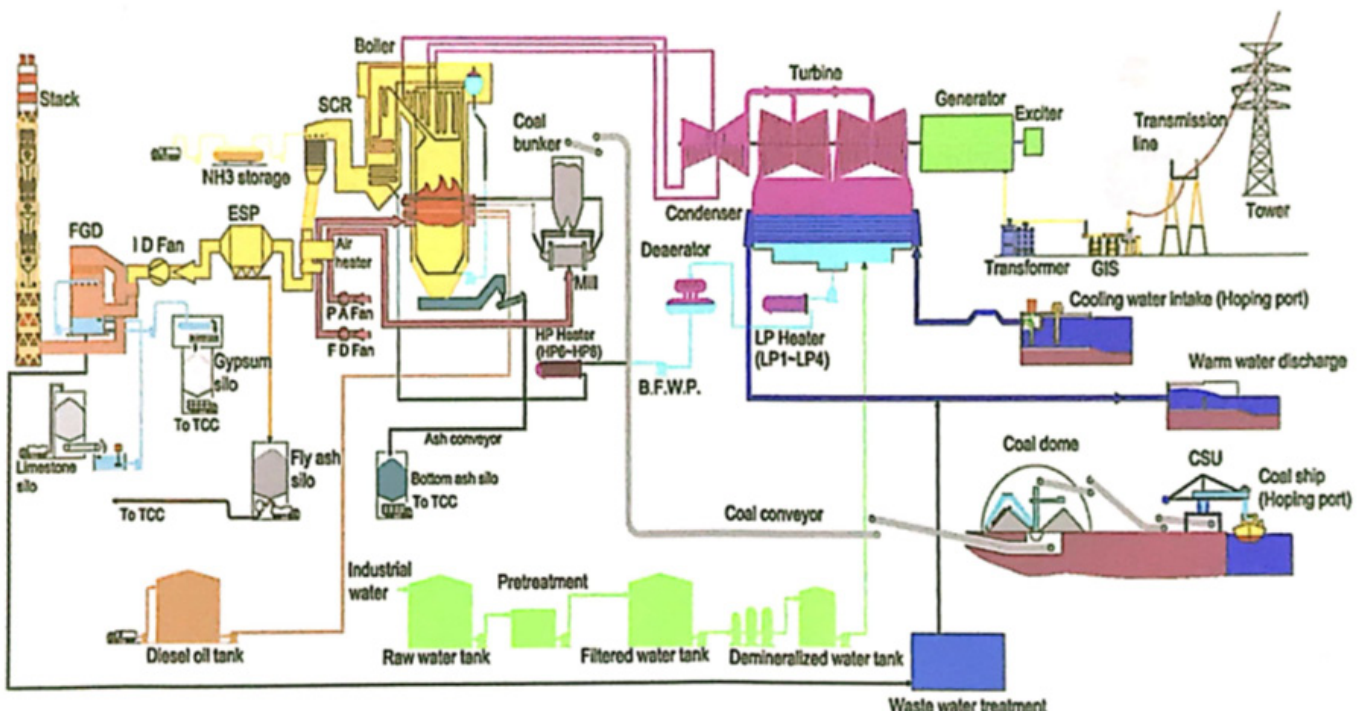 Stack
Boiler
SCR
NH3 storage
Coal
bunker
Turbine
Generator
Exciter
Transmission
line
Tower
FGD
I D Fan
ESP
Air
heater
P A Fan
F D Fan
Mill
Condenser
Deaerator
Transformer
GIS
Cooling water intake (Hoping port)
HP Heater
(HP6~HP8)
LP Heater
(LP1~LP4)
B.F.W.P.
Warm water discharge
Gypsum
silo
To TCC
Limestone
silo
Fly ash
silo
To TCC
Ash conveyor
Bottom ash silo
To TCC
Coal conveyor
Coal dome
CSU
Coal ship
(Hoping port)
Industrial
water
Pretreatment
Diesel oil tank
Raw water tank
Filtered water tank
Demineralized water tank
Waste water treatment